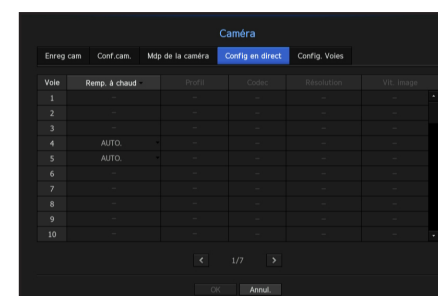 Caméra
Enreg cam Conf.cam. Mdp de la caméra Config en direct Config. Voies
Voie Remp. à chaud Profil Codec Résolution Vit. image
1 -- -- -- -- --
2 -- -- -- -- --
3 -- -- -- -- --
4 AUTO. -- -- -- --
5 AUTO. -- -- -- --
6 -- -- -- -- --
7 -- -- -- -- --
8 -- -- -- -- --
9 -- -- -- -- --
10 -- -- -- -- --
< 1/7 >
OK Annul.